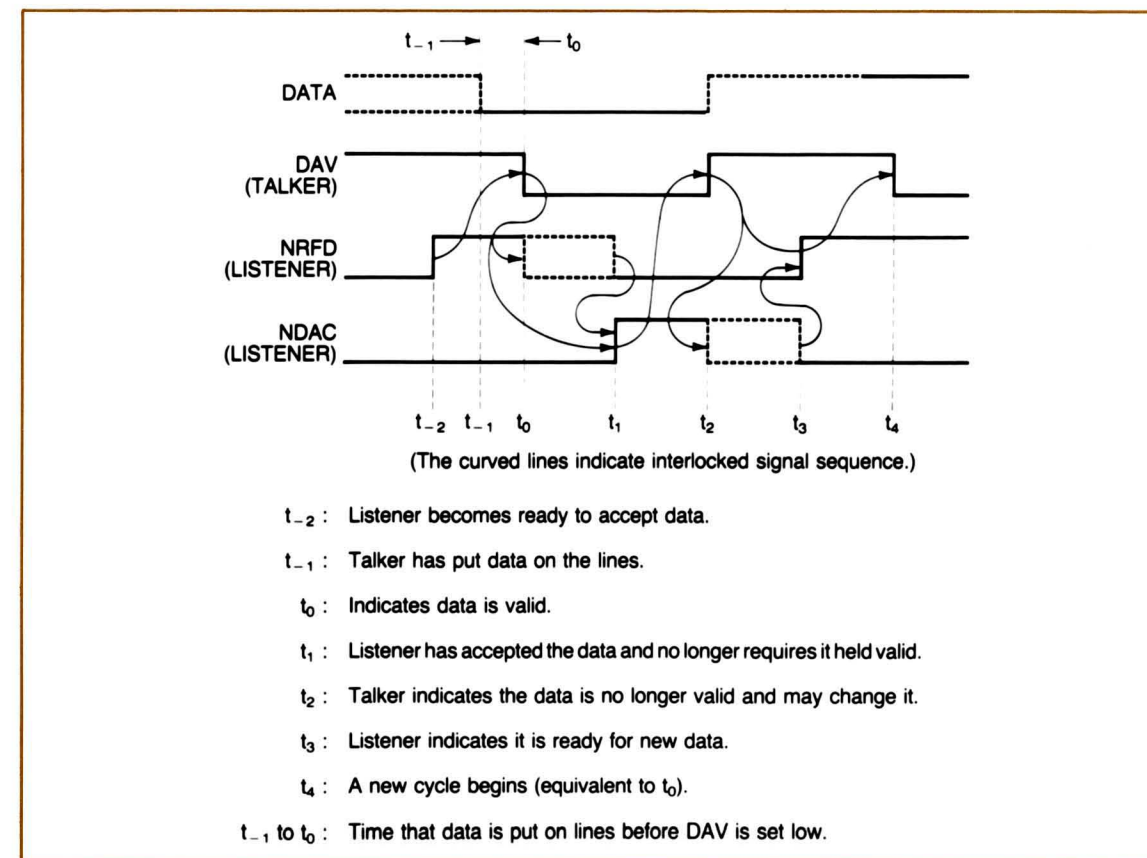 t₋₁ t₀
DATA
DAV
(TALKER)
NRFD
(LISTENER)
NDAC
(LISTENER)
t₋₂ t₋₁ t₀ t₁ t₂ t₃ t₄
(The curved lines indicate interlocked signal sequence.)
t₋₂ : Listener becomes ready to accept data.
t₋₁ : Talker has put data on the lines.
t₀ : Indicates data is valid.
t₁ : Listener has accepted the data and no longer requires it held valid.
t₂ : Talker indicates the data is no longer valid and may change it.
t₃ : Listener indicates it is ready for new data.
t₄ : A new cycle begins (equivalent to t₀).
t₋₁ to t₀ : Time that data is put on lines before DAV is set low.